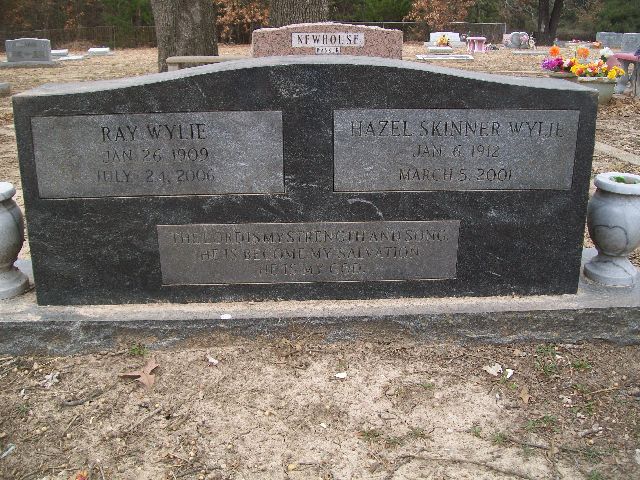 NEWHOUSE
RAY WYLIE
JAN. 26, 1909
JULY 24, 2006
HAZEL SKINNER WYLIE
JAN. 6, 1912
MARCH 5, 2001
THE LORD IS MY STRENGTH AND SONG.
HE IS BECOME MY SALVATION.
HE IS MY GOD.